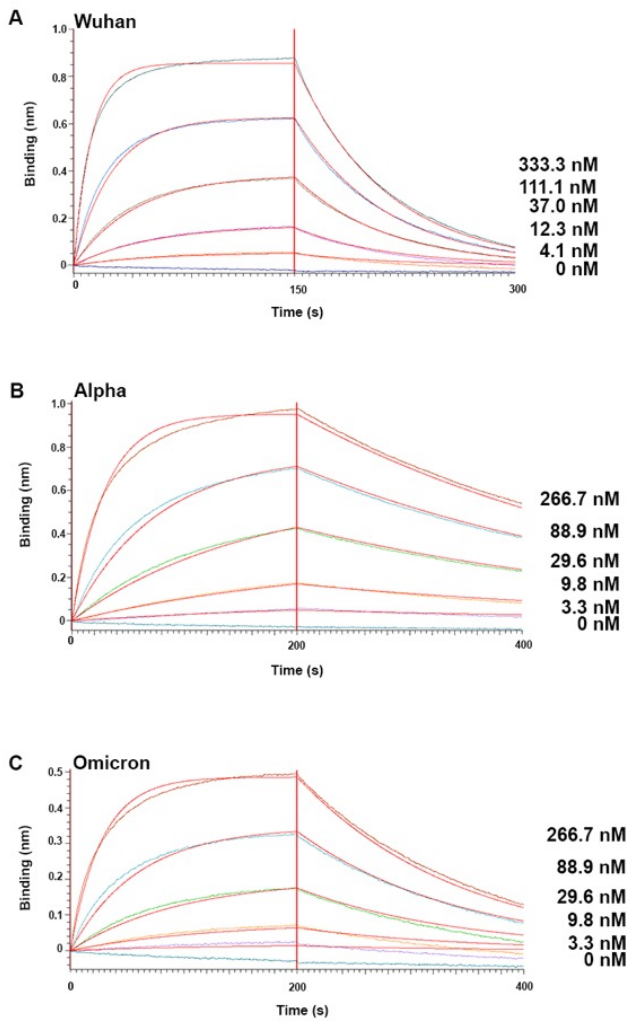 A
Wuhan
1.0
0.8
0.6
0.4
0.2
0
Binding (nm)
0
150
300
Time (s)
333.3 nM
111.1 nM
37.0 nM
12.3 nM
4.1 nM
0 nM
B
Alpha
1.0
0.8
0.6
0.4
0.2
0
Binding (nm)
0
200
400
Time (s)
266.7 nM
88.9 nM
29.6 nM
9.8 nM
3.3 nM
0 nM
C
Omicron
0.5
0.4
0.3
0.2
0.1
0
Binding (nm)
0
200
400
Time (s)
266.7 nM
88.9 nM
29.6 nM
9.8 nM
3.3 nM
0 nM